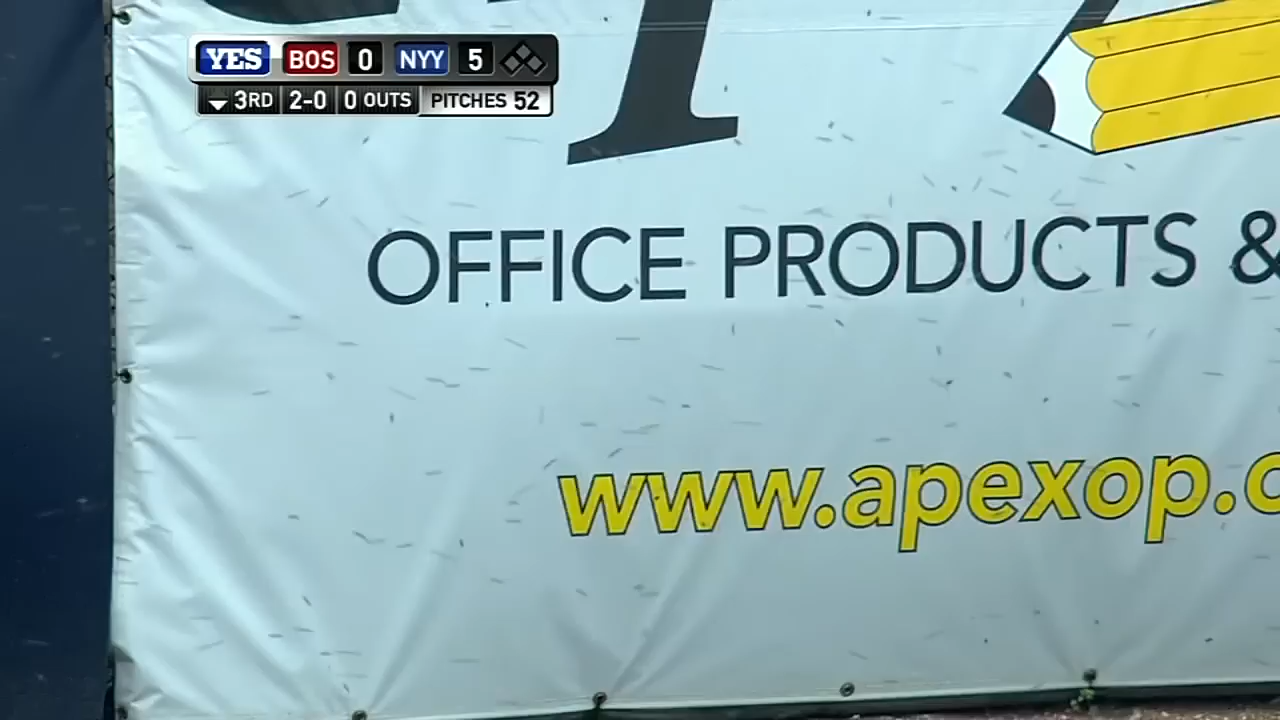 YES BOS 0 NYY 5
3RD 2-0 0 OUTS PITCHES 52
OFFICE PRODUCTS &
www.apexop.c